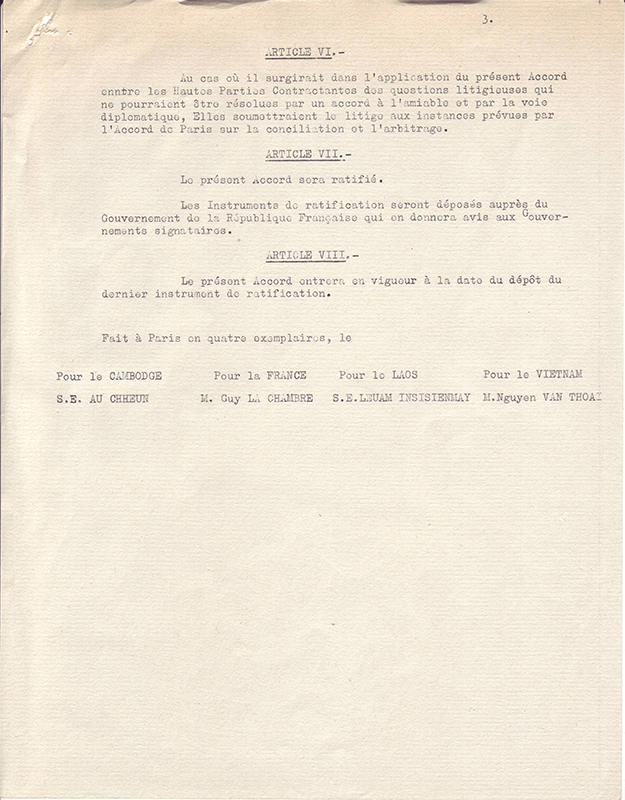 3.
ARTICLE VI.-
Au cas où il surgirait dans l'application du présent Accord
enntre les Hautes Parties Contractantes des questions litigieuses qui
ne pourraient être résolues par un accord à l'amiable et par la voie
diplomatique, Elles soumettraient le litige aux instances prévues par
l'Accord de Paris sur la conciliation et l'arbitrage.
ARTICLE VII.-
Le présent Accord sera ratifié.
Les Instruments de ratification seront déposés auprès du
Gouvernement de la République Française qui en donnera avis aux Gouver-
nements signataires.
ARTICLE VIII.-
Le présent Accord entrera en vigueur à la date du dépôt du
dernier instrument de ratification.
Fait à Paris en quatre exemplaires, le
Pour le CAMBODGE Pour la FRANCE Pour le LAOS Pour le VIETNAM
S.E. AU CHHEUN M. Guy LA CHAMBRE S.E.LEUAM INSISIENMAY M.Nguyen VAN THOAI